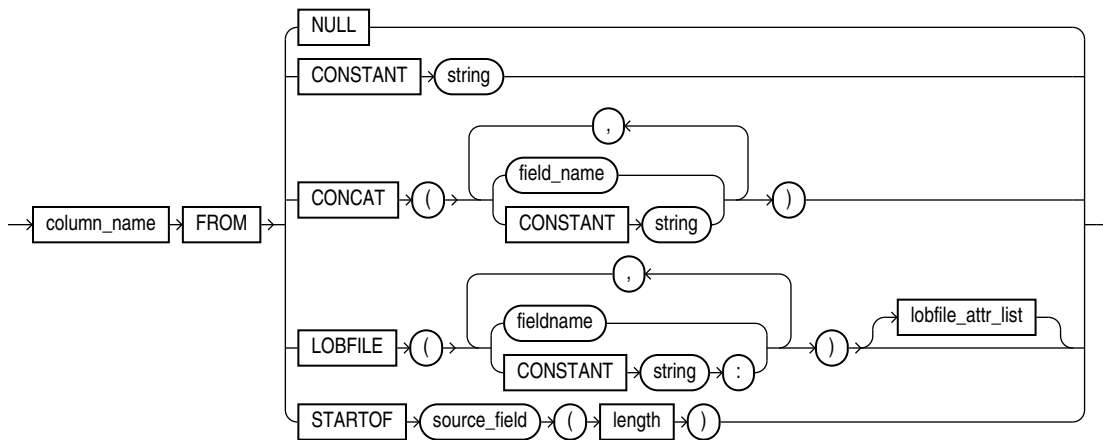 NULL
CONSTANT string
,
field_name
CONCAT ( )
CONSTANT string
column_name FROM
,
fieldname lobfile_attr_list
LOBFILE ( )
CONSTANT string :
STARTOF source_field ( length )